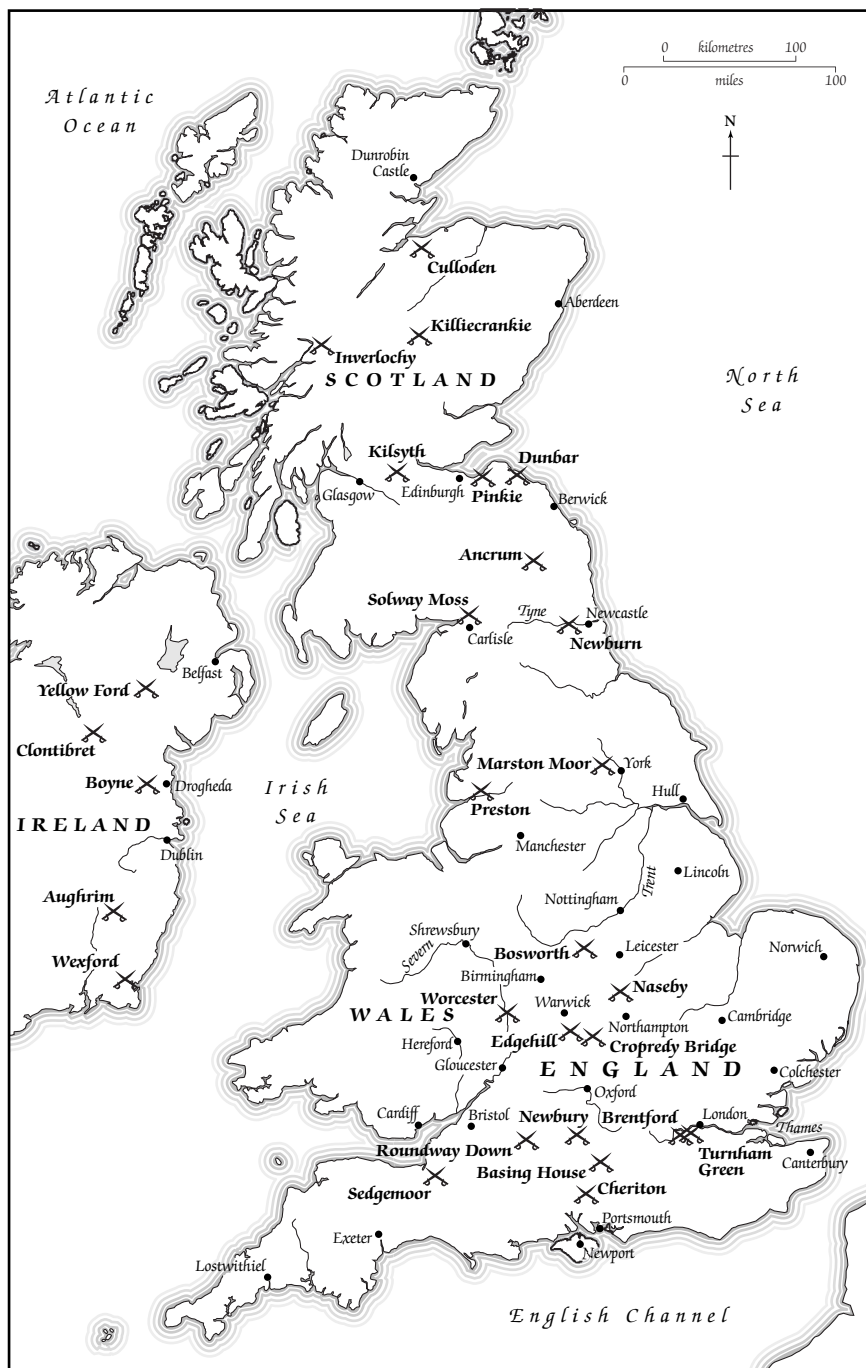 0 kilometres 100
0 miles 100
N
Atlantic
Ocean
Dunrobin
Castle
Culloden
Aberdeen
Killiecrankie
Inverlochy
SCOTLAND
North
Sea
Kilsyth
Dunbar
Glasgow
Edinburgh
Pinkie
Berwick
Ancrum
Solway Moss
Tyne
Newcastle
Carlisle
Newburn
Belfast
Yellow Ford
Clontibret
Marston Moor
York
Boyne
Drogheda
Irish
Sea
Preston
Hull
IRELAND
Dublin
Manchester
Lincoln
Trent
Aughrim
Nottingham
Shrewsbury
Severn
Bosworth
Leicester
Norwich
Wexford
Birmingham
Naseby
WALES
Worcester
Warwick
Northampton
Cambridge
Hereford
Edgehill
Cropredy Bridge
Gloucester
ENGLAND
Colchester
Oxford
Cardiff
Bristol
Newbury
Brentford
London
Thames
Roundway Down
Turnham
Green
Canterbury
Basing House
Sedgemoor
Cheriton
Portsmouth
Exeter
Newport
Lostwithiel
English Channel